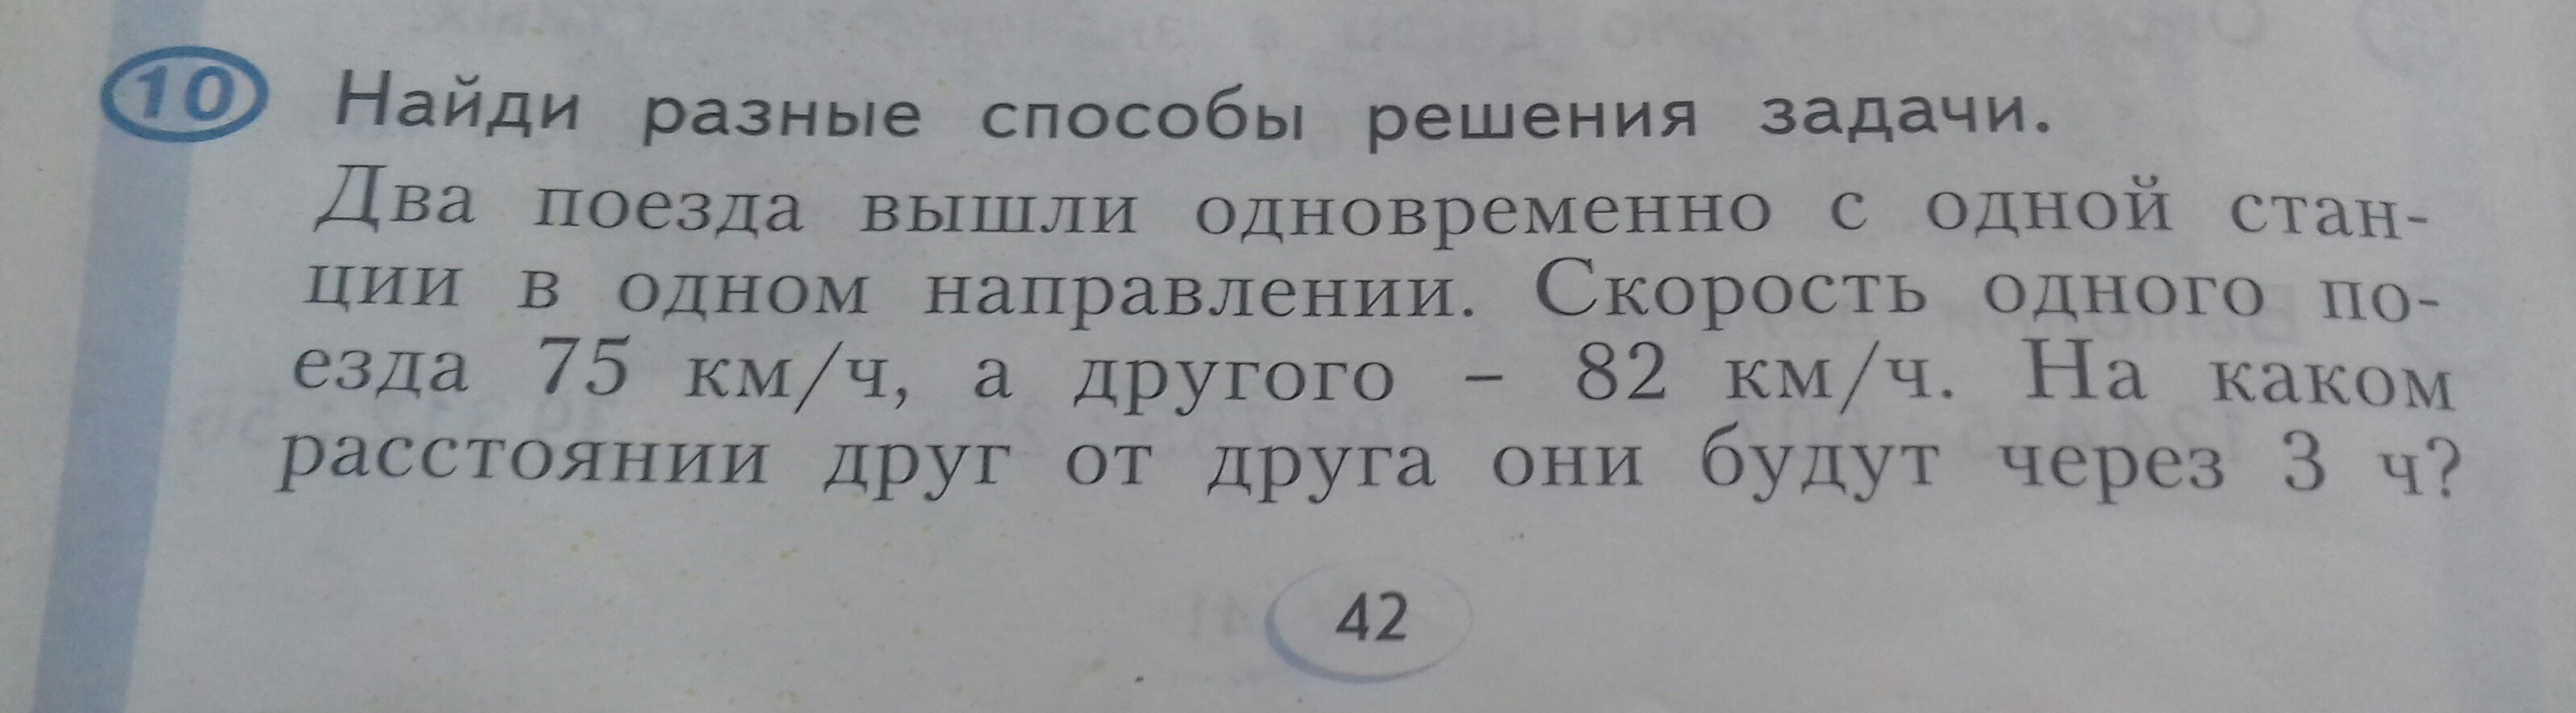 10 Найди разные способы решения задачи.
Два поезда вышли одновременно с одной стан-
ции в одном направлении. Скорость одного по-
езда 75 км/ч, а другого – 82 км/ч. На каком
расстоянии друг от друга они будут через 3 ч?
42